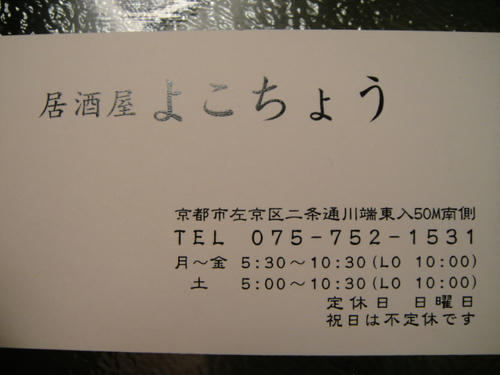 居酒屋 よこちょう
京都市左京区二条通川端東入50M南側
TEL 075-752-1531
月〜金 5:30〜10:30(LO 10:00)
土 5:00〜10:30(LO 10:00)
定休日 日曜日
祝日は不定休です